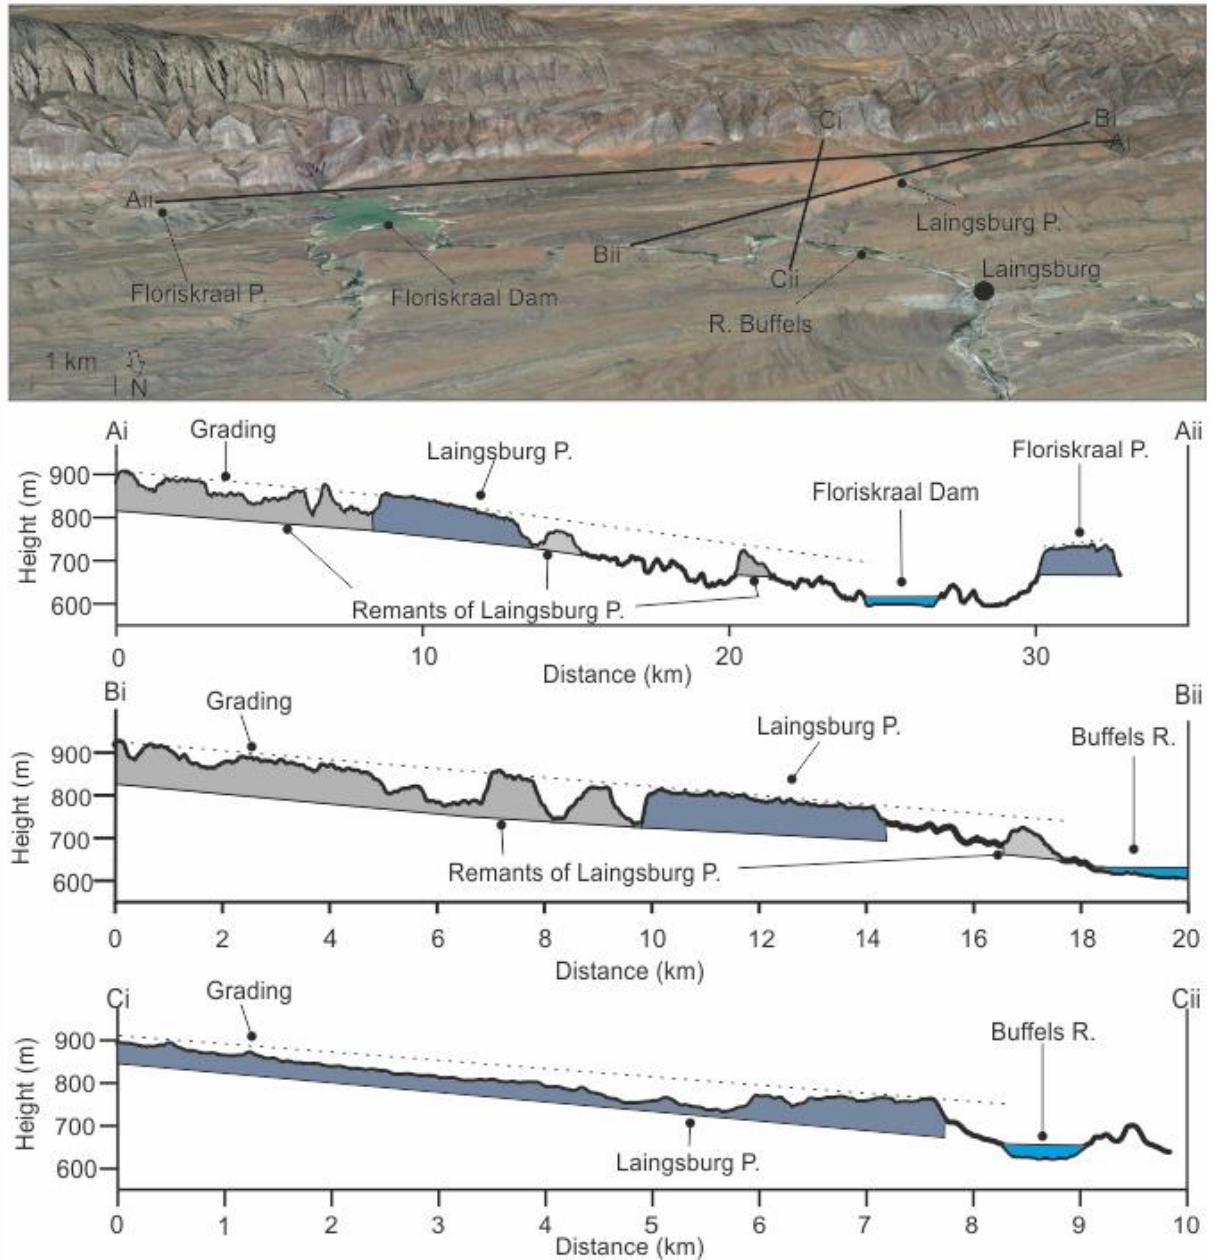 Ci
Bi
Ai
Aii
Laingsburg P.
Bii
Cii
Laingsburg
Floriskraal P.
Floriskraal Dam
R. Buffels
1 km
N
Ai
Grading
Laingsburg P.
Floriskraal P.
Aii
Floriskraal Dam
Height (m)
900
800
700
600
Remants of Laingsburg P.
0 10 20 30
Distance (km)
Bi
Grading
Laingsburg P.
Buffels R.
Bii
Height (m)
900
800
700
600
Remants of Laingsburg P.
0 2 4 6 8 10 12 14 16 18 20
Distance (km)
Ci
Grading
Buffels R.
Cii
Height (m)
900
800
700
600
Laingsburg P.
0 1 2 3 4 5 6 7 8 9 10
Distance (km)